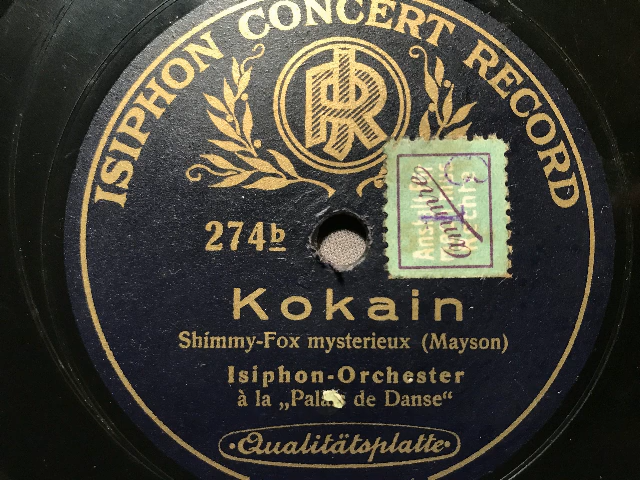 ISIPHON CONCERT RECORD
274b
Kokain
Shimmy-Fox mysterieux (Mayson)
Isiphon-Orchester
à la „Palais de Danse“
·Qualitätsplatte·